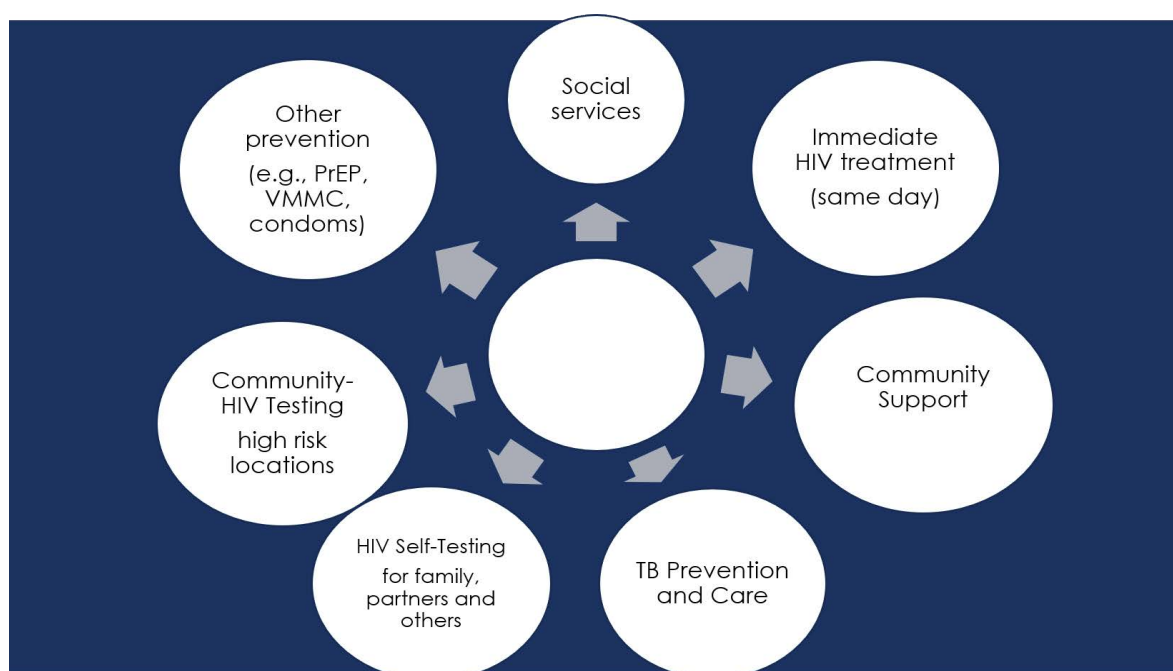 Social
services
Immediate
HIV treatment
(same day)
Community
Support
TB Prevention
and Care
HIV Self-Testing
for family,
partners and
others
Community-
HIV Testing
high risk
locations
Other
prevention
(e.g., PrEP,
VMMC,
condoms)